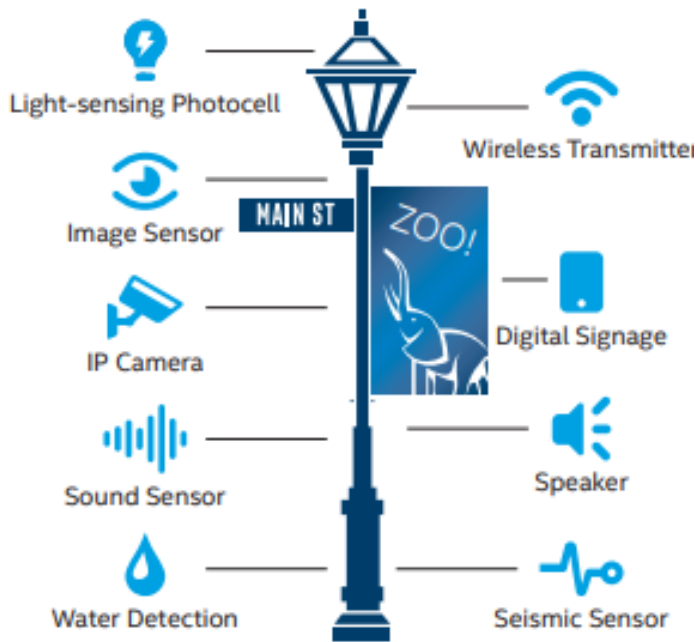 Light-sensing Photocell
Wireless Transmitter
Image Sensor
MAIN ST
ZOO!
IP Camera
Digital Signage
Sound Sensor
Speaker
Water Detection
Seismic Sensor